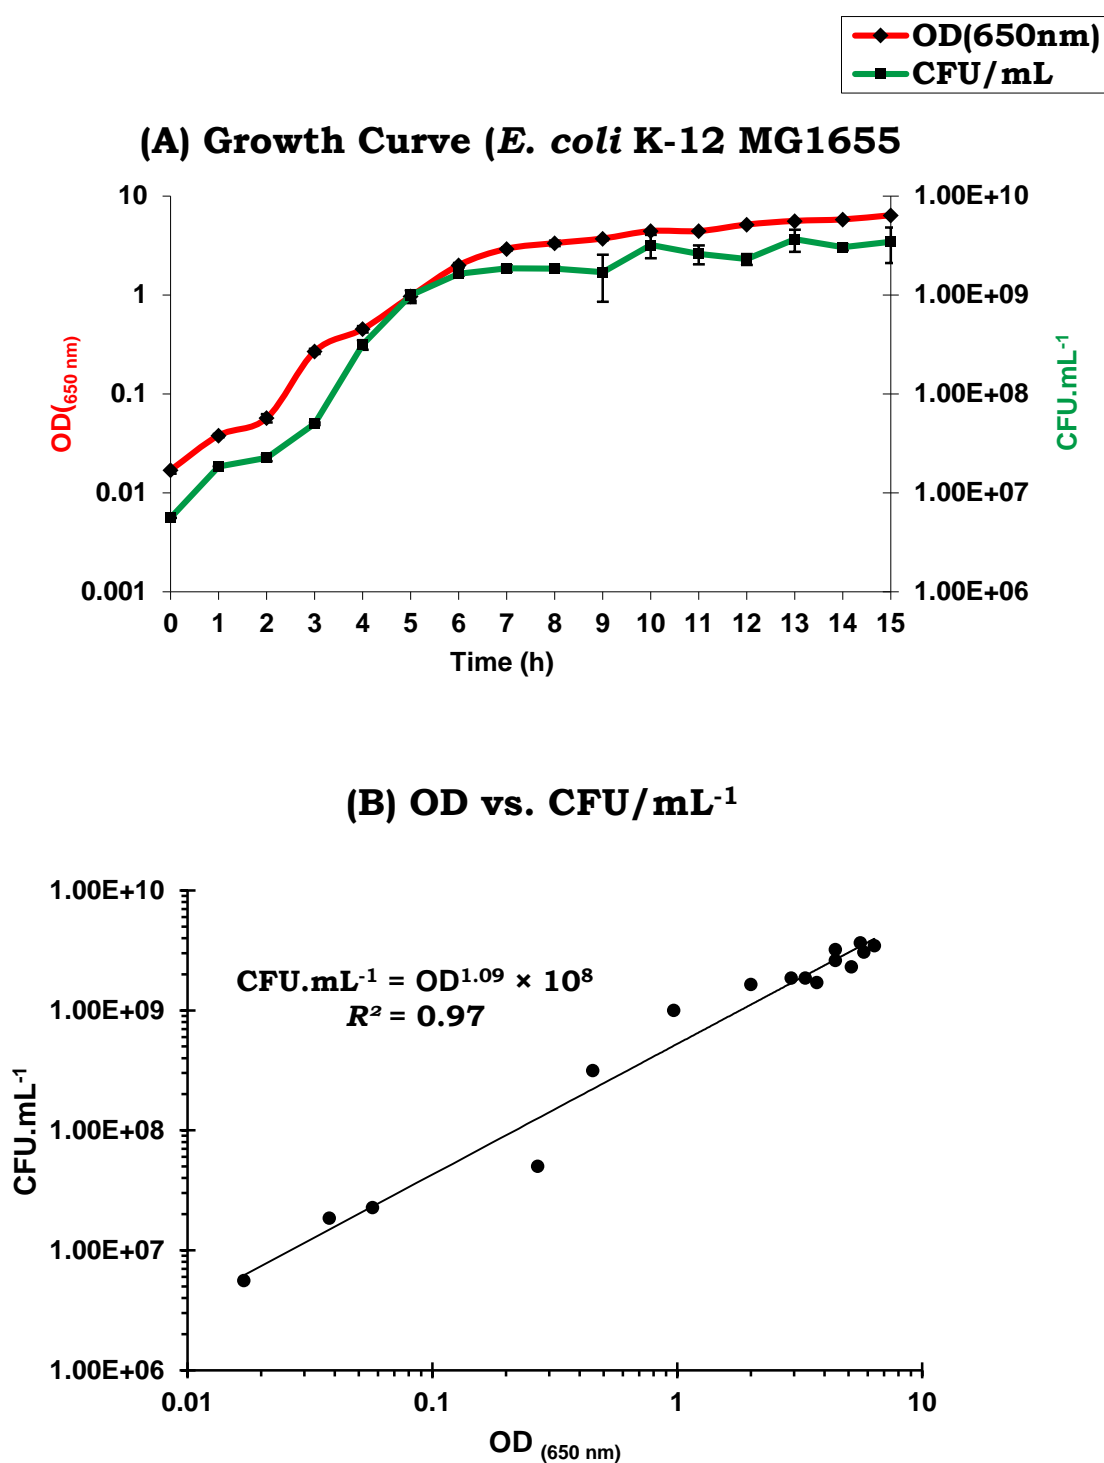 OD(650nm)
CFU/mL
(A) Growth Curve (E. coli K-12 MG1655
10
1
0.1
0.01
0.001
OD(650 nm)
1.00E+10
1.00E+09
1.00E+08
1.00E+07
1.00E+06
CFU.mL-1
0 1 2 3 4 5 6 7 8 9 10 11 12 13 14 15
Time (h)
(B) OD vs. CFU/mL-1
1.00E+10
1.00E+09
1.00E+08
1.00E+07
1.00E+06
CFU.mL-1
CFU.mL-1 = OD1.09 × 108
R² = 0.97
0.01 0.1 1 10
OD (650 nm)